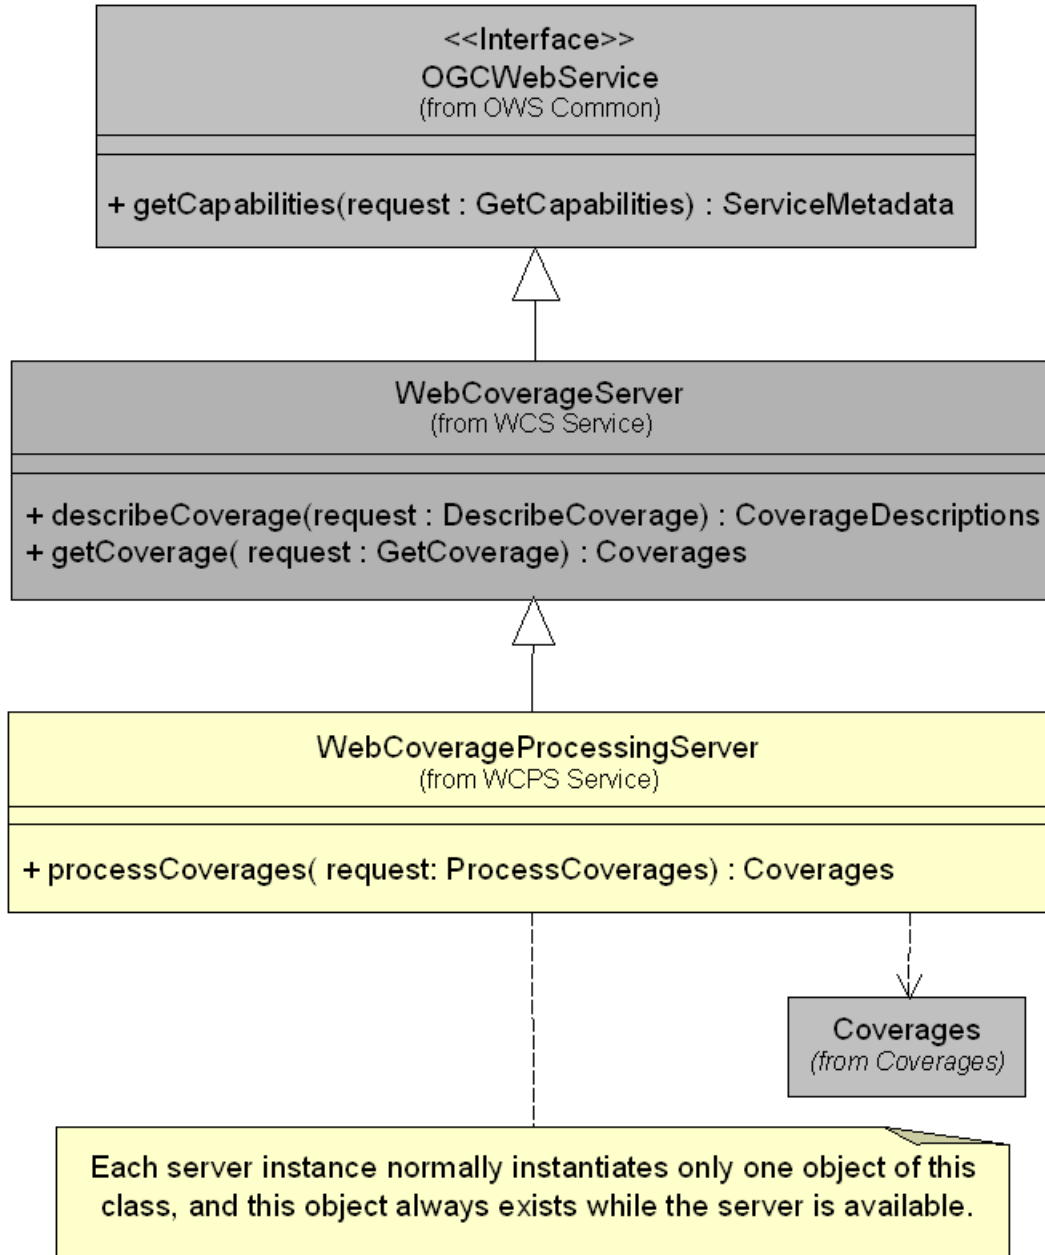 <<Interface>>
OGCWebService
(from OWS Common)
+ getCapabilities(request : GetCapabilities) : ServiceMetadata
WebCoverageServer
(from WCS Service)
+ describeCoverage(request : DescribeCoverage) : CoverageDescriptions
+ getCoverage( request : GetCoverage) : Coverages
WebCoverageProcessingServer
(from WCPS Service)
+ processCoverages( request: ProcessCoverages) : Coverages
Coverages
(from Coverages)
Each server instance normally instantiates only one object of this
class, and this object always exists while the server is available.